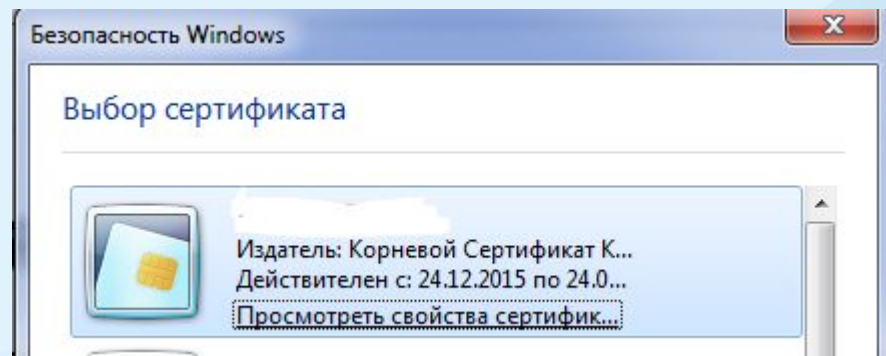 Безопасность Windows
Выбор сертификата
Издатель: Корневой Сертификат К...
Действителен с: 24.12.2015 по 24.0...
Просмотреть свойства сертифик...